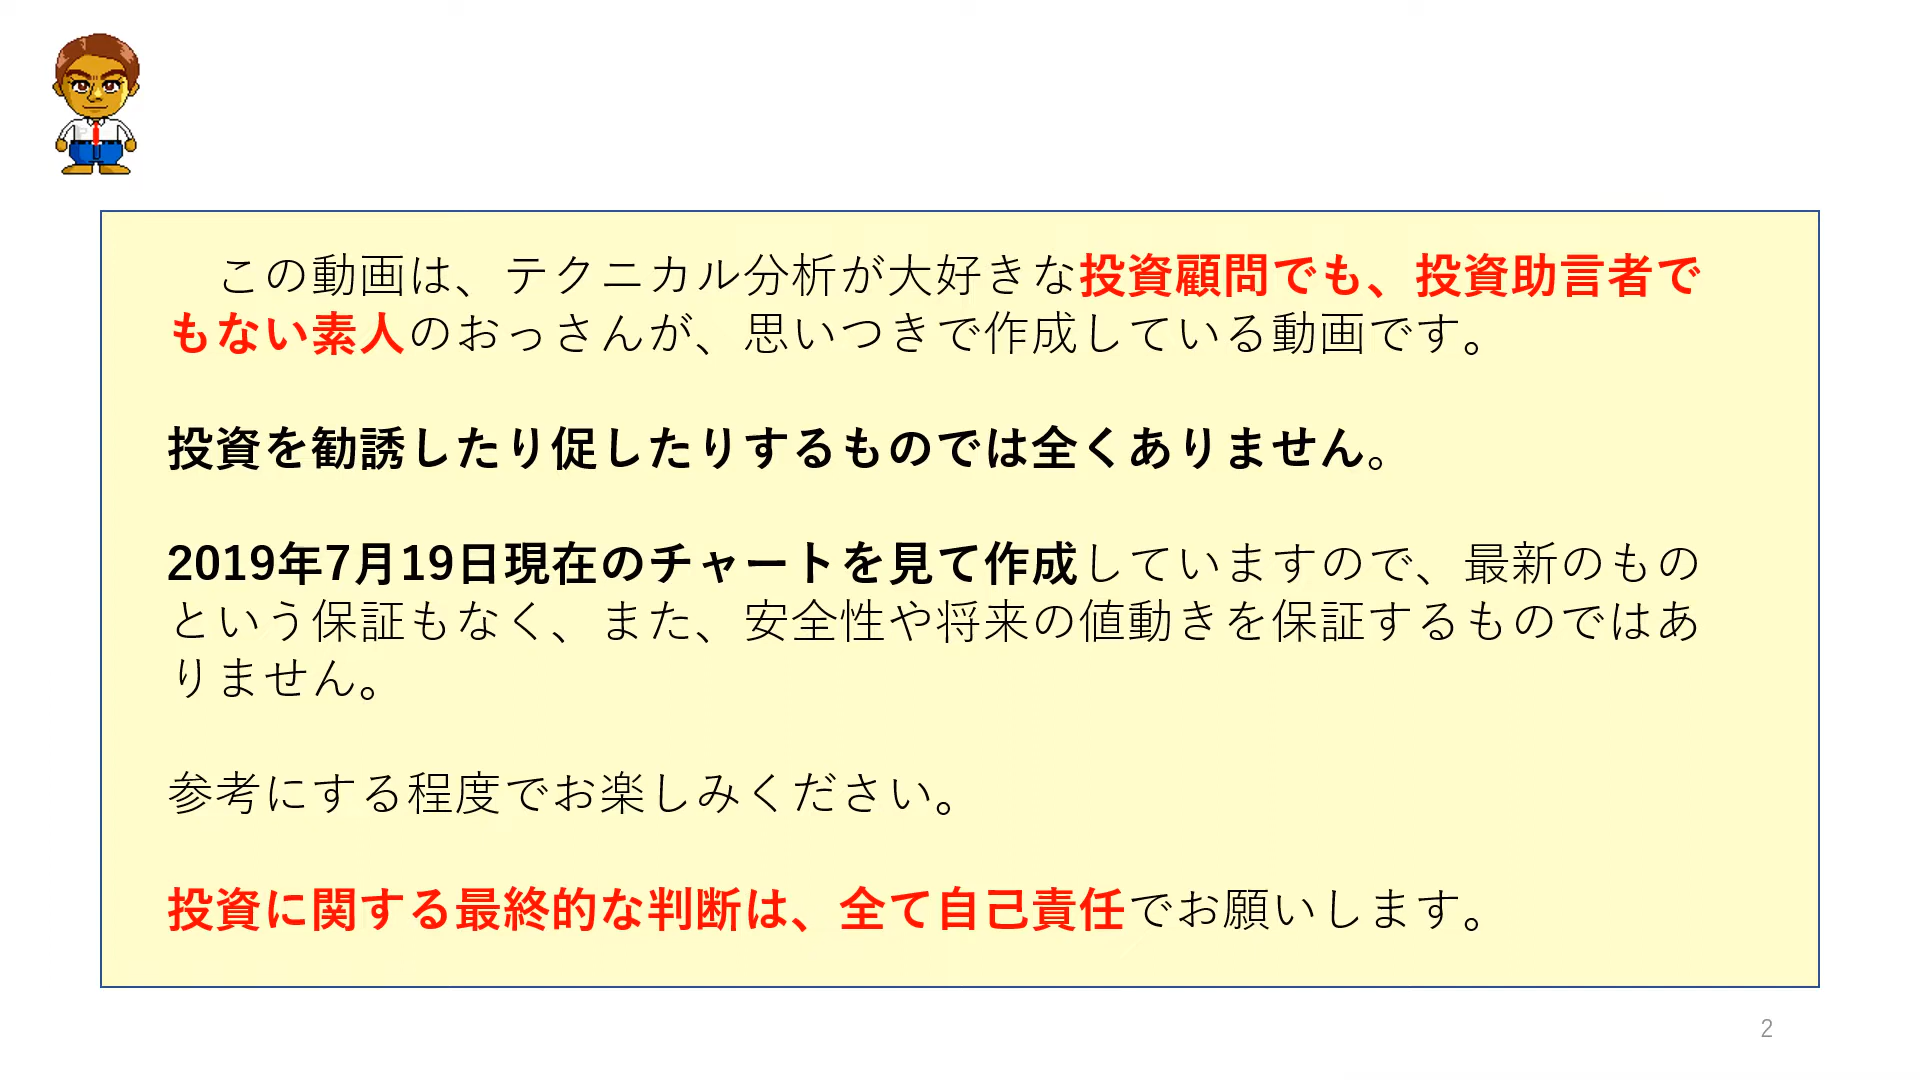 この動画は、テクニカル分析が大好きな投資顧問でも、投資助言者で
もない素人のおっさんが、思いつきで作成している動画です。
投資を勧誘したり促したりするものでは全くありません。
2019年7月19日現在のチャートを見て作成していますので、最新のもの
という保証もなく、また、安全性や将来の値動きを保証するものではあ
りません。
参考にする程度でお楽しみください。
投資に関する最終的な判断は、全て自己責任でお願いします。
2